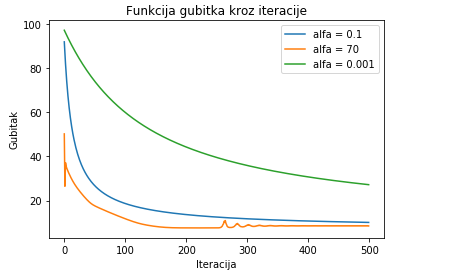 Funkcija gubitka kroz iteracije
alfa = 0.1
alfa = 70
alfa = 0.001
Gubitak
100
80
60
40
20
0 100 200 300 400 500
Iteracija